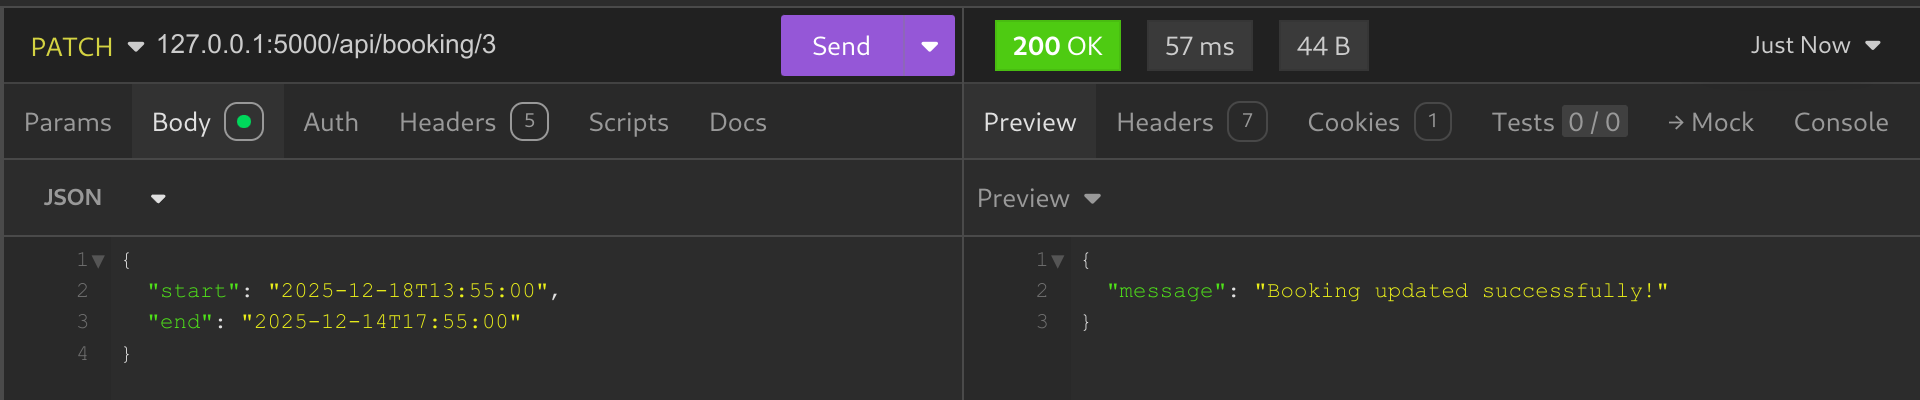 PATCH 127.0.0.1:5000/api/booking/3 Send 200 OK 57 ms 44 B Just Now
Params Body Auth Headers 5 Scripts Docs Preview Headers 7 Cookies 1 Tests 0 / 0 → Mock Console
JSON Preview
1 {
2 "start": "2025-12-18T13:55:00",
3 "end": "2025-12-14T17:55:00"
4 }
1 {
2 "message": "Booking updated successfully!"
3 }